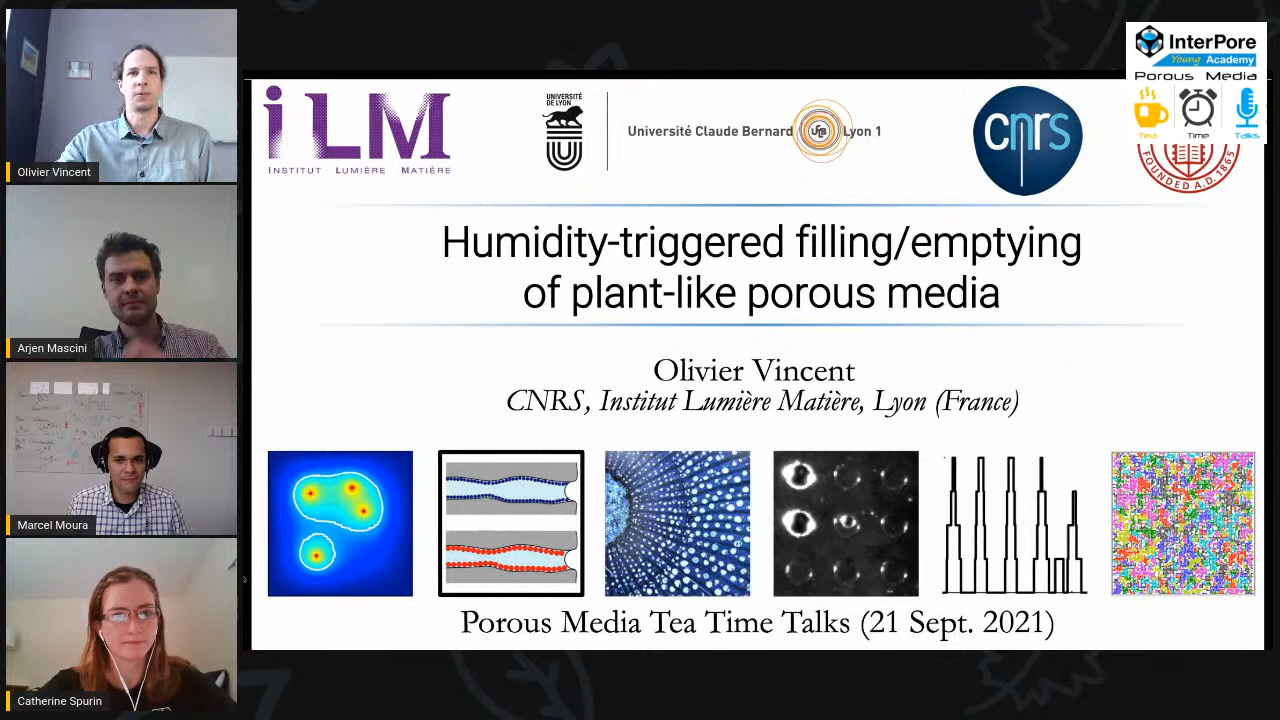 Olivier Vincent
Arjen Mascini
Marcel Moura
Catherine Spurin
iLM
INSTITUT LUMIÈRE MATIÈRE
UNIVERSITÉ
DE LYON
Université Claude Bernard Lyon 1
cnrs
InterPore
Young Academy
Porous Media
Tea Time Talks
FOUNDED A.D. 1865
Humidity-triggered filling/emptying
of plant-like porous media
Olivier Vincent
CNRS, Institut Lumière Matière, Lyon (France)
Porous Media Tea Time Talks (21 Sept. 2021)